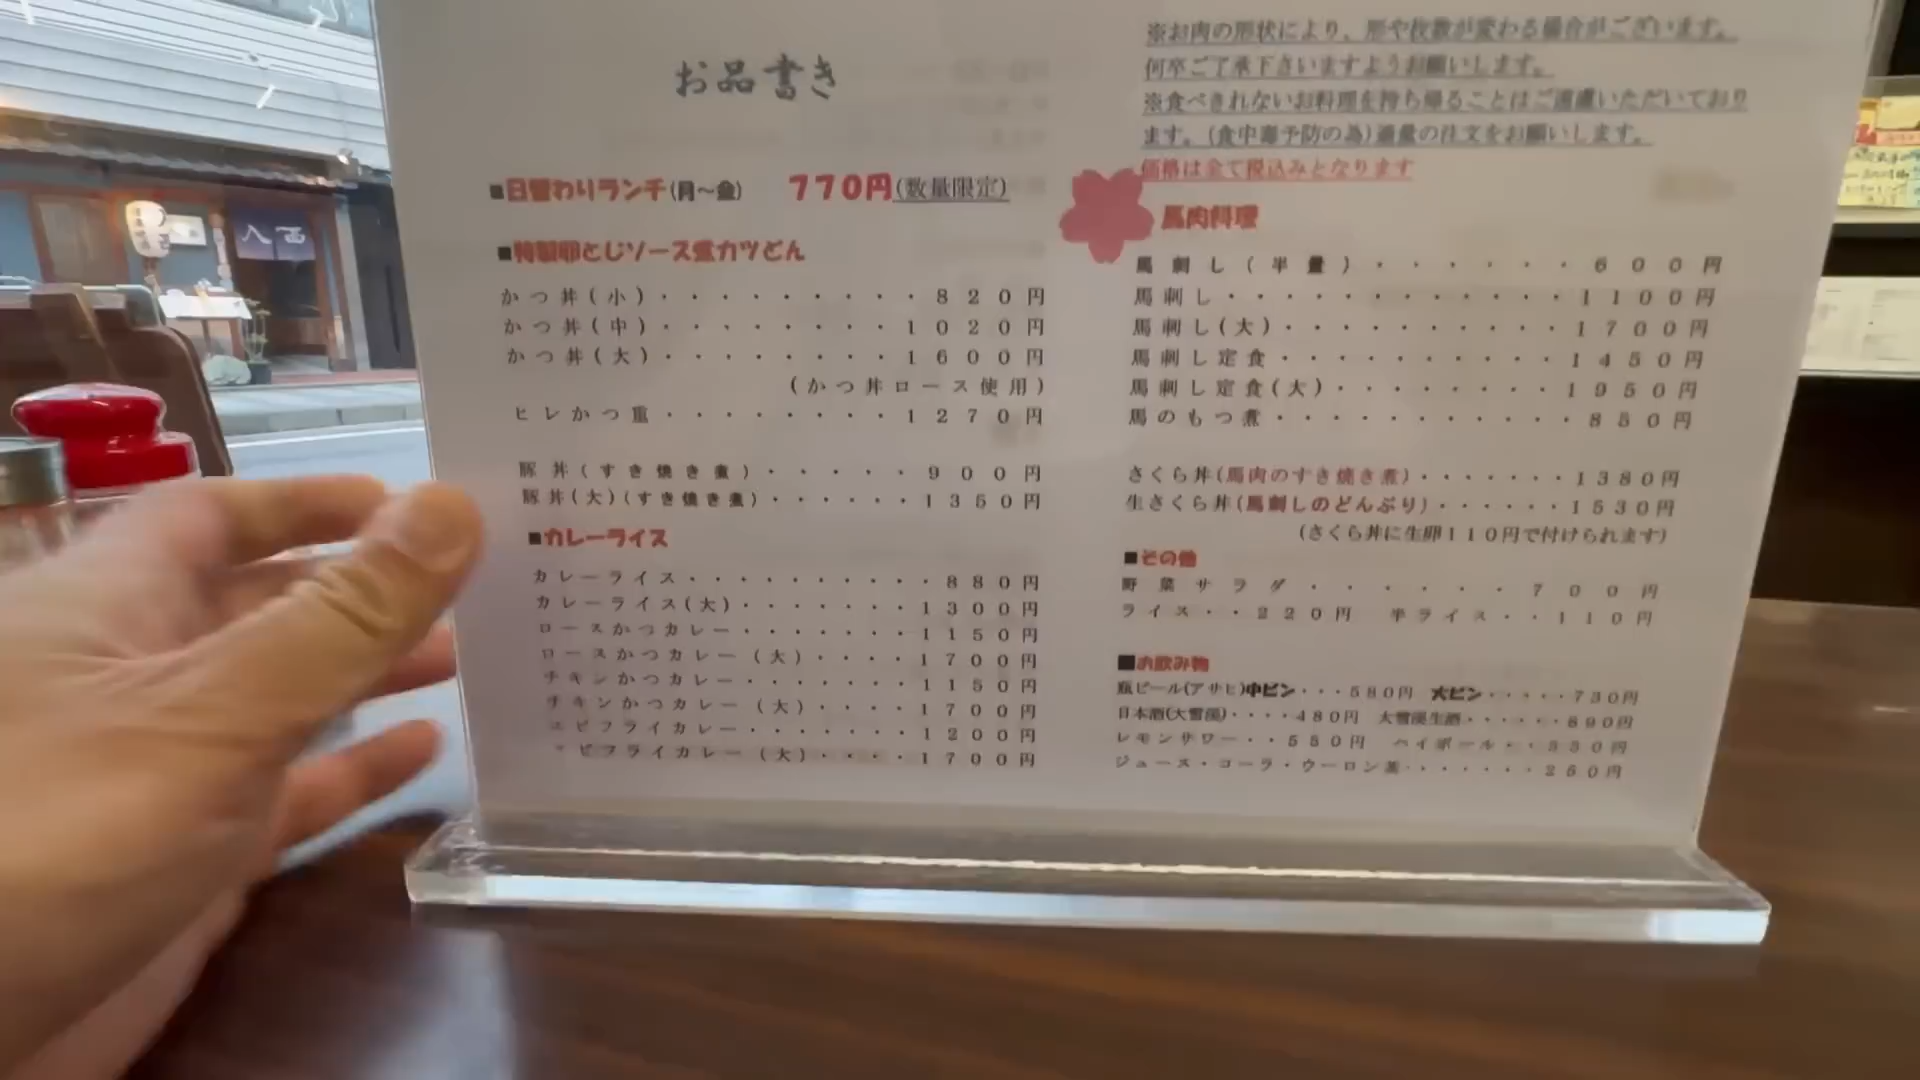 お品書き
■日替わりランチ(月～金) 770円(数量限定)
■特製卵とじソース煮カツどん
かつ丼(小)・・・・・・・・・820円
かつ丼(中)・・・・・・・・1020円
かつ丼(大)・・・・・・・・1600円
(かつ丼ロース使用)
ヒレかつ重・・・・・・・・1270円
豚丼(すき焼き煮)・・・・・900円
豚丼(大)(すき焼き煮)・・・・・・1350円
■カレーライス
カレーライス・・・・・・・・・・880円
カレーライス(大)・・・・・・・1300円
ロースかつカレー・・・・・・・1150円
ロースかつカレー(大)・・・・1700円
チキンかつカレー・・・・・・・1150円
チキンかつカレー(大)・・・・1700円
エビフライカレー・・・・・・・1200円
ビフライカレー(大)・・・・1700円
※お肉の形状により、形や枚数が変わる場合がございます。
何卒ご了承下さいますようお願いします。
※食べきれないお料理を持ち帰ることはご遠慮いただいており
ます。(食中毒予防の為)適量の注文をお願いします。
価格は全て税込みとなります
馬肉料理
馬刺し(半量)・・・・・・600円
馬刺し・・・・・・・・・・・・1100円
馬刺し(大)・・・・・・・・・・1700円
馬刺し定食・・・・・・・・・・1450円
馬刺し定食(大)・・・・・・・・1950円
馬のもつ煮・・・・・・・・・・・850円
さくら丼(馬肉のすき焼き煮)・・・・・・・1380円
生さくら丼(馬刺しのどんぶり)・・・・・・1530円
(さくら丼に生卵110円で付けられます)
■その他
野菜サラダ・・・・・・700円
ライス・・220円 半ライス・・110円
■お飲み物
瓶ビール(アサヒ)中ビン・・・580円 大ビン・・・・・730円
日本酒(大雪渓)・・・・480円 大雪渓生酒・・・・・・890円
レモンサワー・・550円 ハイボール・・550円
ジュース・コーラ・ウーロン茶・・・・・・・250円
八面